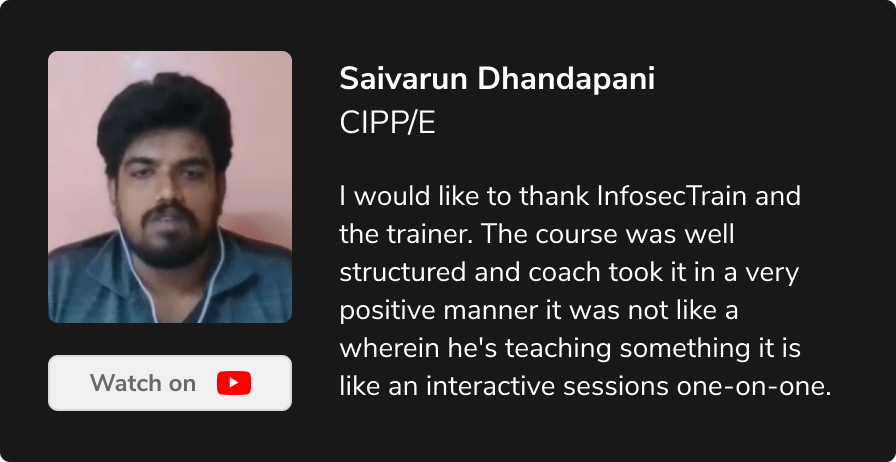 Saivarun Dhandapani
CIPP/E
I would like to thank InfosecTrain and
the trainer. The course was well
structured and coach took it in a very
positive manner it was not like a
wherein he's teaching something it is
like an interactive sessions one-on-one.
Watch on